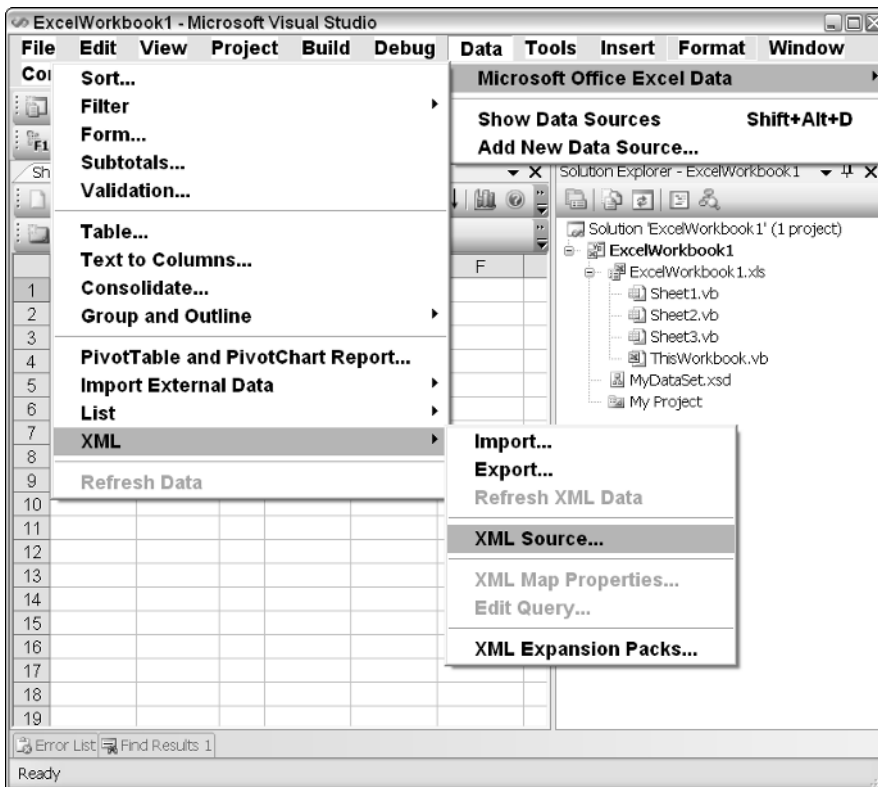 ExcelWorkbook1 - Microsoft Visual Studio
File Edit View Project Build Debug Data Tools Insert Format Window
Sort...
Filter
Form...
Subtotals...
Validation...
Table...
Text to Columns...
Consolidate...
Group and Outline
PivotTable and PivotChart Report...
Import External Data
List
XML
Refresh Data
Microsoft Office Excel Data
Show Data Sources Shift+Alt+D
Add New Data Source...
Import...
Export...
Refresh XML Data
XML Source...
XML Map Properties...
Edit Query...
XML Expansion Packs...
Solution Explorer - ExcelWorkbook1
Solution 'ExcelWorkbook1' (1 project)
ExcelWorkbook1
ExcelWorkbook1.xls
Sheet1.vb
Sheet2.vb
Sheet3.vb
ThisWorkbook.vb
MyDataSet.xsd
My Project
F1
Sh
F
1
2
3
4
5
6
7
8
9
10
11
12
13
14
15
16
17
18
19
Error List Find Results 1
Ready